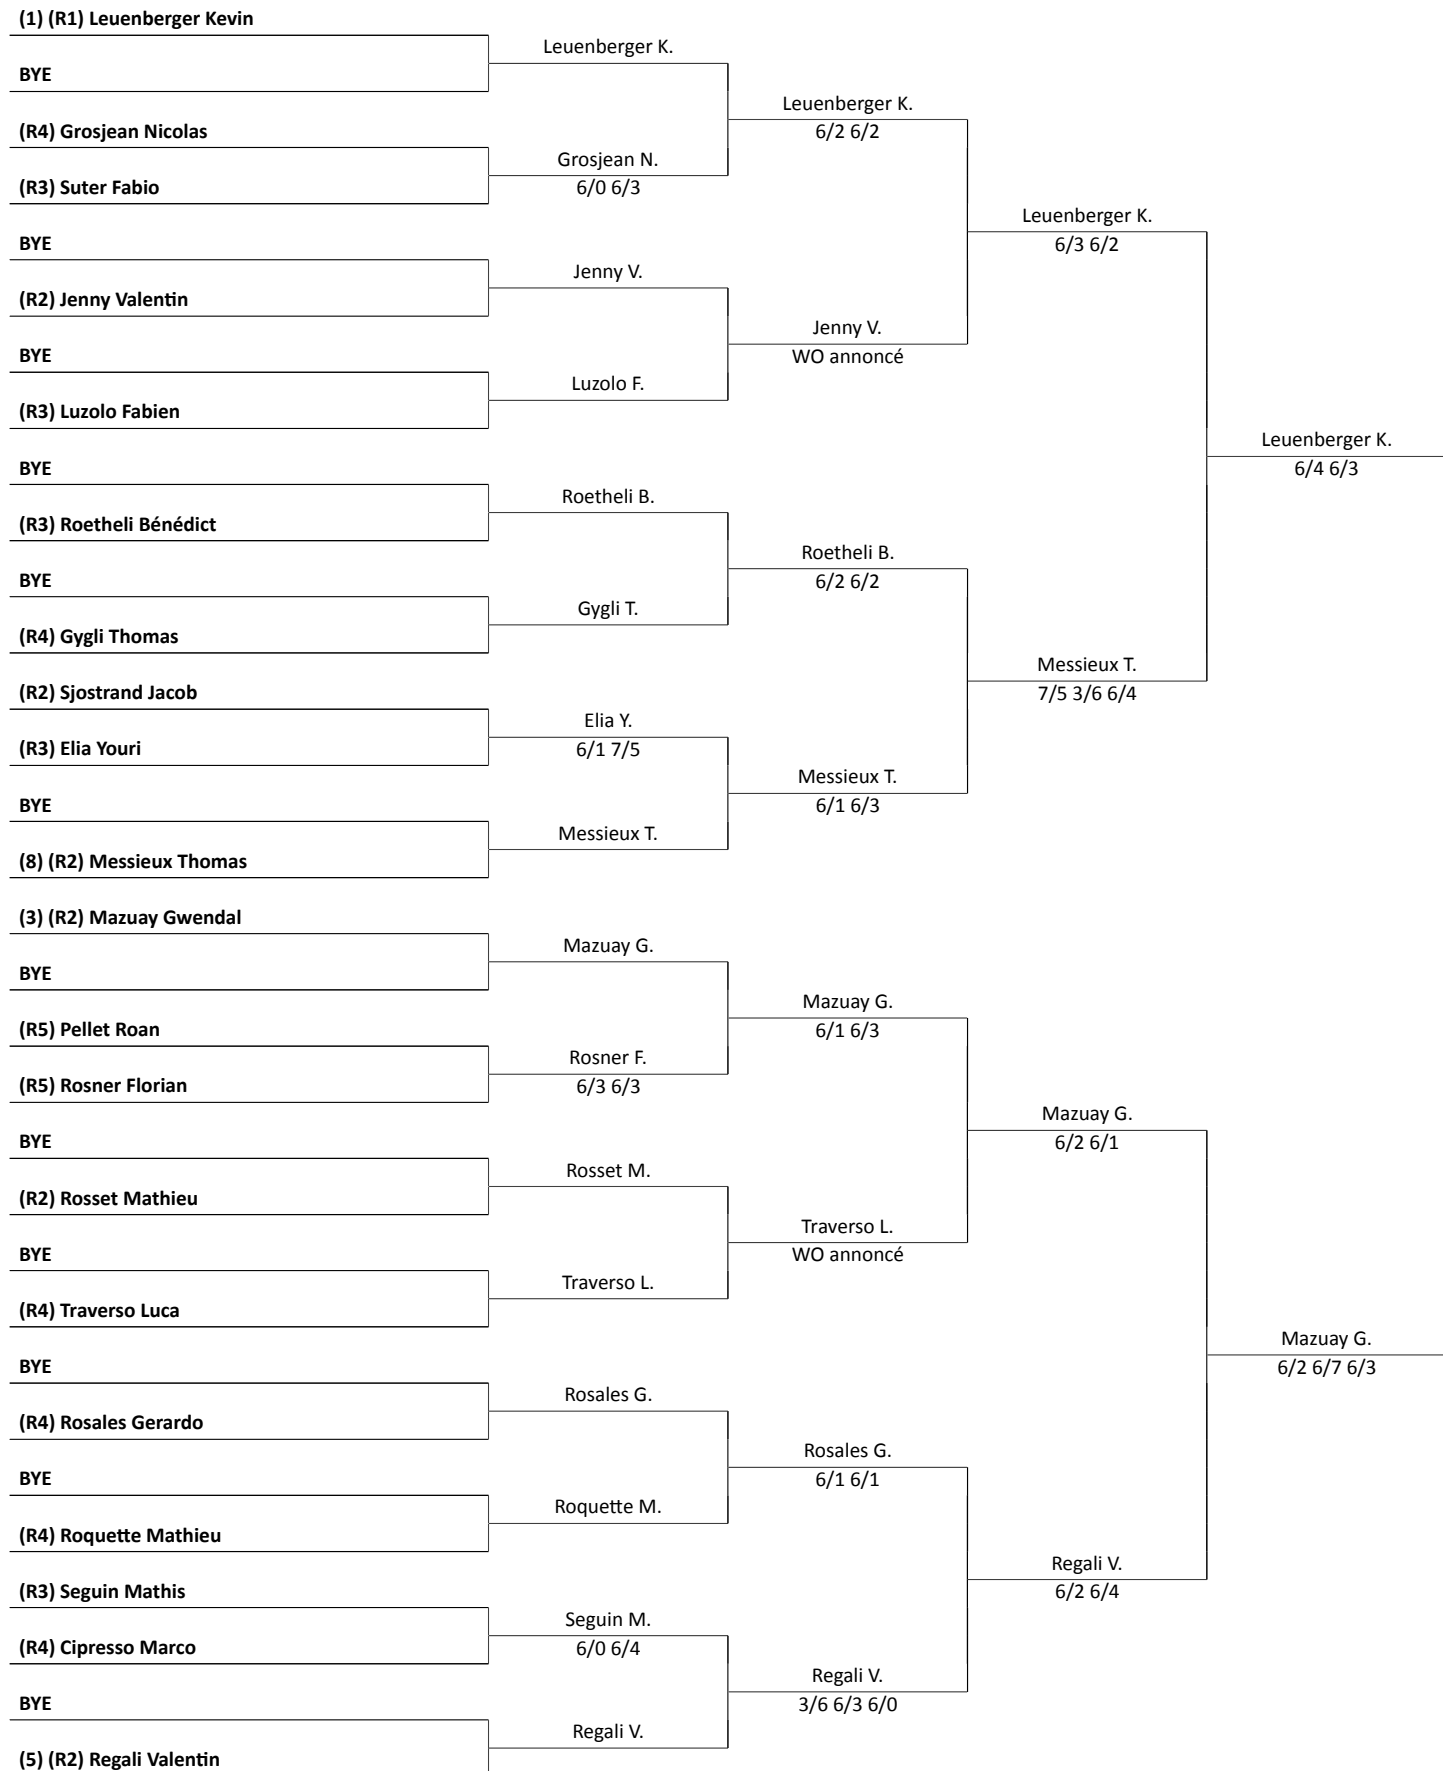 (1) (R1) Leuenberger Kevin
Leuenberger K.
BYE
Leuenberger K.
6/2 6/2
(R4) Grosjean Nicolas
Grosjean N.
6/0 6/3
(R3) Suter Fabio
Leuenberger K.
6/3 6/2
BYE
Jenny V.
(R2) Jenny Valentin
Jenny V.
WO annoncé
BYE
Luzolo F.
(R3) Luzolo Fabien
Leuenberger K.
6/4 6/3
BYE
Roetheli B.
(R3) Roetheli Bénédict
Roetheli B.
6/2 6/2
BYE
Gygli T.
(R4) Gygli Thomas
Messieux T.
7/5 3/6 6/4
(R2) Sjostrand Jacob
Elia Y.
6/1 7/5
(R3) Elia Youri
Messieux T.
6/1 6/3
BYE
Messieux T.
(8) (R2) Messieux Thomas
(3) (R2) Mazuay Gwendal
Mazuay G.
BYE
Mazuay G.
6/1 6/3
(R5) Pellet Roan
Rosner F.
6/3 6/3
(R5) Rosner Florian
Mazuay G.
6/2 6/1
BYE
Rosset M.
(R2) Rosset Mathieu
Traverso L.
WO annoncé
BYE
Traverso L.
(R4) Traverso Luca
Mazuay G.
6/2 6/7 6/3
BYE
Rosales G.
(R4) Rosales Gerardo
Rosales G.
6/1 6/1
BYE
Roquette M.
(R4) Roquette Mathieu
Regali V.
6/2 6/4
(R3) Seguin Mathis
Seguin M.
6/0 6/4
(R4) Cipresso Marco
Regali V.
3/6 6/3 6/0
BYE
Regali V.
(5) (R2) Regali Valentin